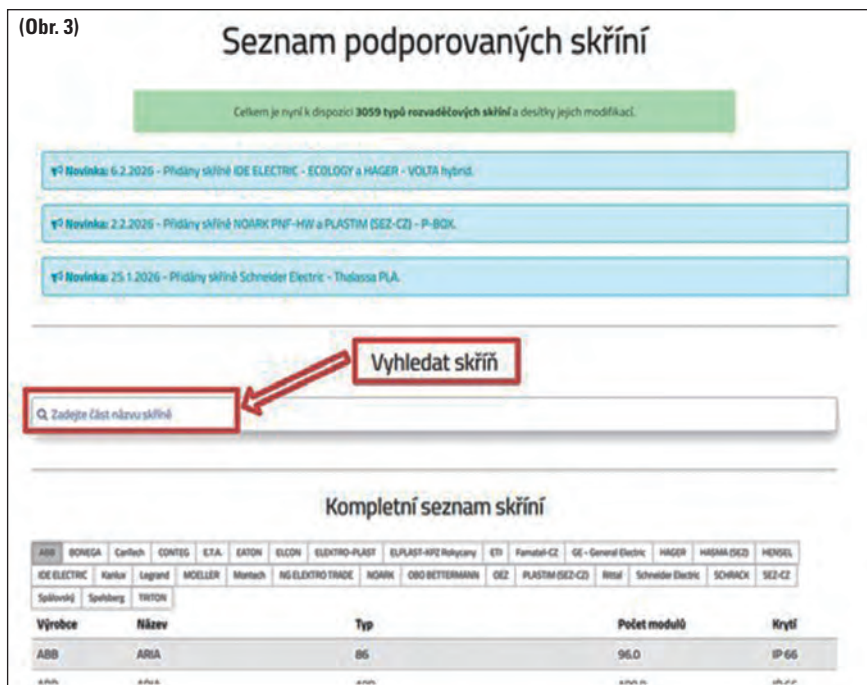 (Obr. 3)
Seznam podporovaných skříní
Celkem je nyní k dispozici 3059 typů rozvaděčových skříní a desítky jejich modifikací.
Novinka: 6.2.2026 - Přidány skříně IDE ELECTRIC - ECOLOGY a HAGER - VOLTA hybrid.
Novinka: 2.2.2026 - Přidány skříně NOARK PNF-HW a PLASTIM (SEZ-CZ) - P-BOX.
Novinka: 25.1.2026 - Přidány skříně Schneider Electric - Thalassa PLA.
Vyhledat skříň
Zadejte část názvu skříně
Kompletní seznam skříní
ABB BONEGA Canltech CONTEG E.T.A. EATON ELCON ELEKTRO-PLAST ELPLAST-KPZ Rokycany ETI Famatel-CZ GE - General Electric HAGER HASMA (SEZ) HENSEL
IDE ELECTRIC Kanlux Legrand MOELLER Montech NG ELEKTRO TRADE NOARK OBO BETTERMANN OEZ PLASTIM (SEZ-CZ) Rittal Schneider Electric SCHRACK SEZ-CZ
Spálovský Spelsberg TRITON
Výrobce Název Typ Počet modulů Krytí
ABB ARIA 86 96.0 IP 66